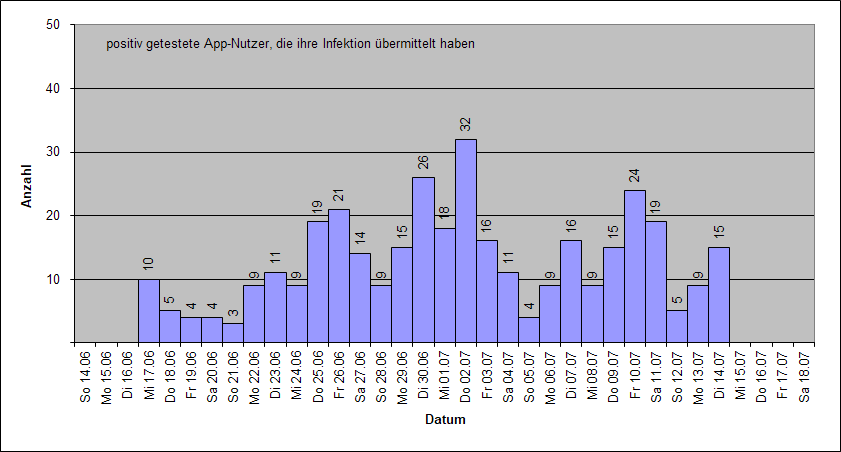 positiv getestete App-Nutzer, die ihre Infektion übermittelt haben
Anzahl
50
40
30
20
10
10
5
4
4
3
9
11
9
19
21
14
9
15
26
18
32
16
11
4
9
16
9
15
24
19
5
9
15
So 14.06
Mo 15.06
Di 16.06
Mi 17.06
Do 18.06
Fr 19.06
Sa 20.06
So 21.06
Mo 22.06
Di 23.06
Mi 24.06
Do 25.06
Fr 26.06
Sa 27.06
So 28.06
Mo 29.06
Di 30.06
Mi 01.07
Do 02.07
Fr 03.07
Sa 04.07
So 05.07
Mo 06.07
Di 07.07
Mi 08.07
Do 09.07
Fr 10.07
Sa 11.07
So 12.07
Mo 13.07
Di 14.07
Mi 15.07
Do 16.07
Fr 17.07
Sa 18.07
Datum